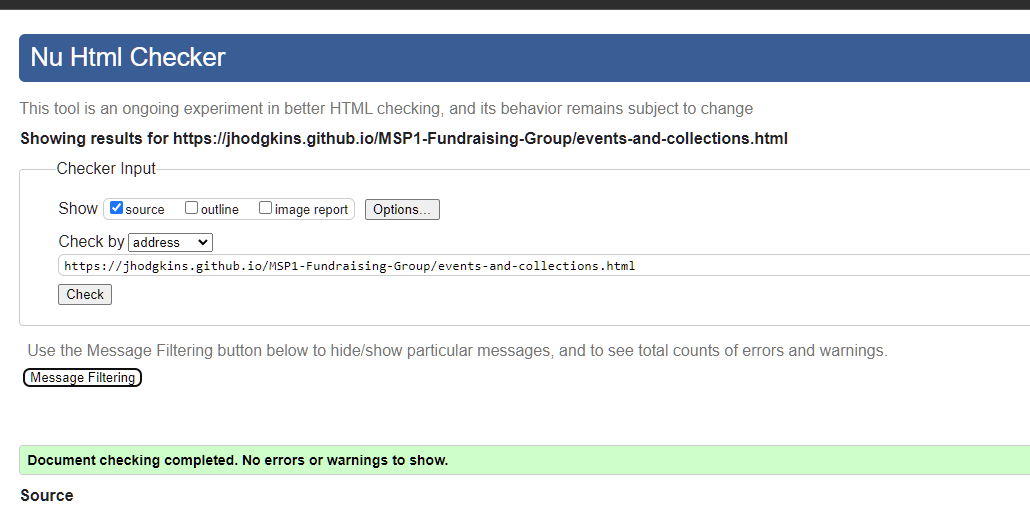 Nu Html Checker
This tool is an ongoing experiment in better HTML checking, and its behavior remains subject to change
Showing results for https://jhodgkins.github.io/MSP1-Fundraising-Group/events-and-collections.html
Checker Input
Show source outline image report Options...
Check by address
https://jhodgkins.github.io/MSP1-Fundraising-Group/events-and-collections.html
Check
Use the Message Filtering button below to hide/show particular messages, and to see total counts of errors and warnings.
Message Filtering
Document checking completed. No errors or warnings to show.
Source